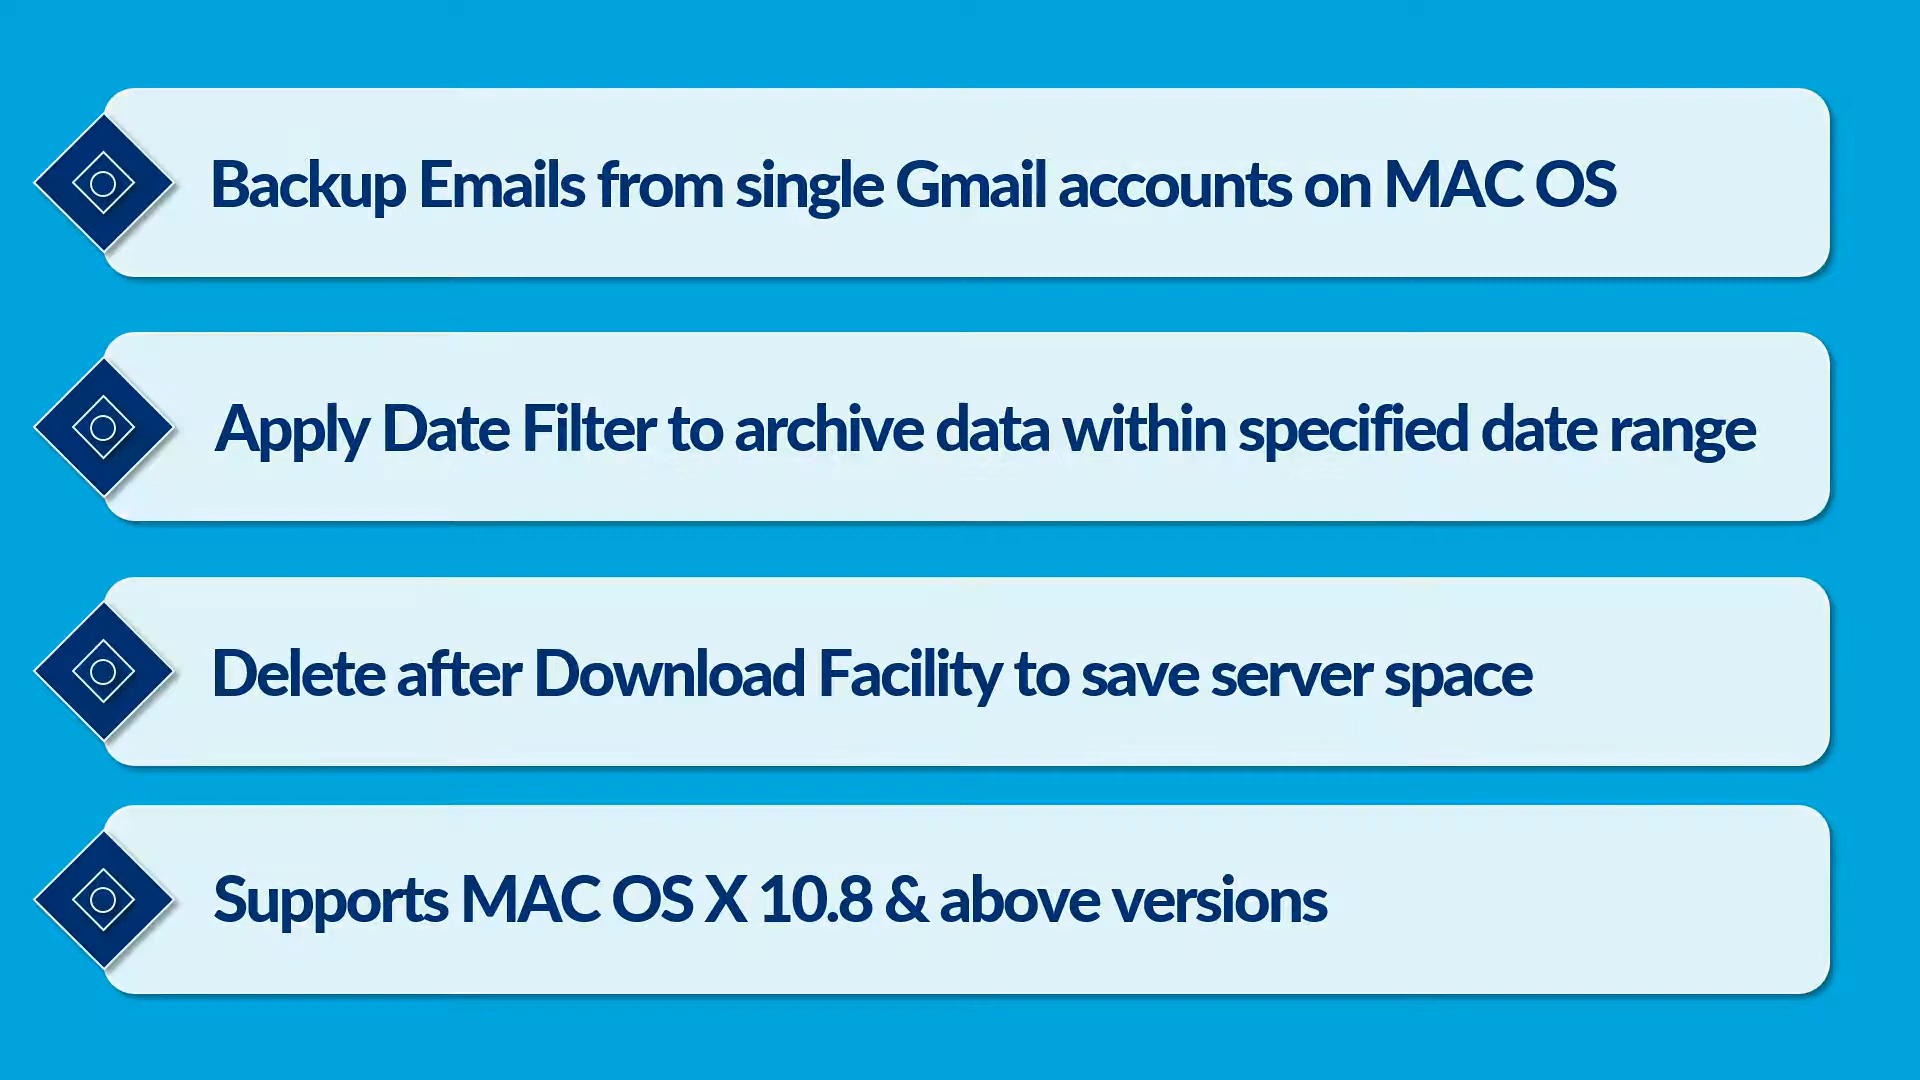 Backup Emails from single Gmail accounts on MAC OS
Apply Date Filter to archive data within specified date range
Delete after Download Facility to save server space
Supports MAC OS X 10.8 & above versions